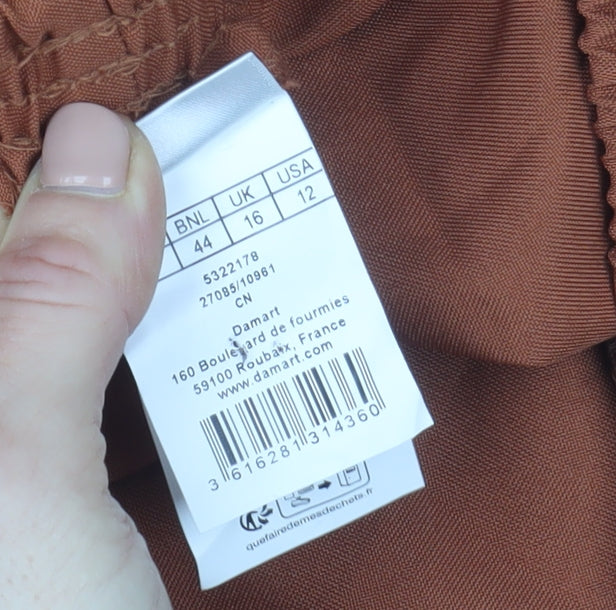 BNL UK USA
44 16 12
5322178
27085/10961
CN
Damart
160 Boulevard de fourmies
59100 Roubaix, France
www.damart.com
3 616281 314360
quefairedemesdechets.fr